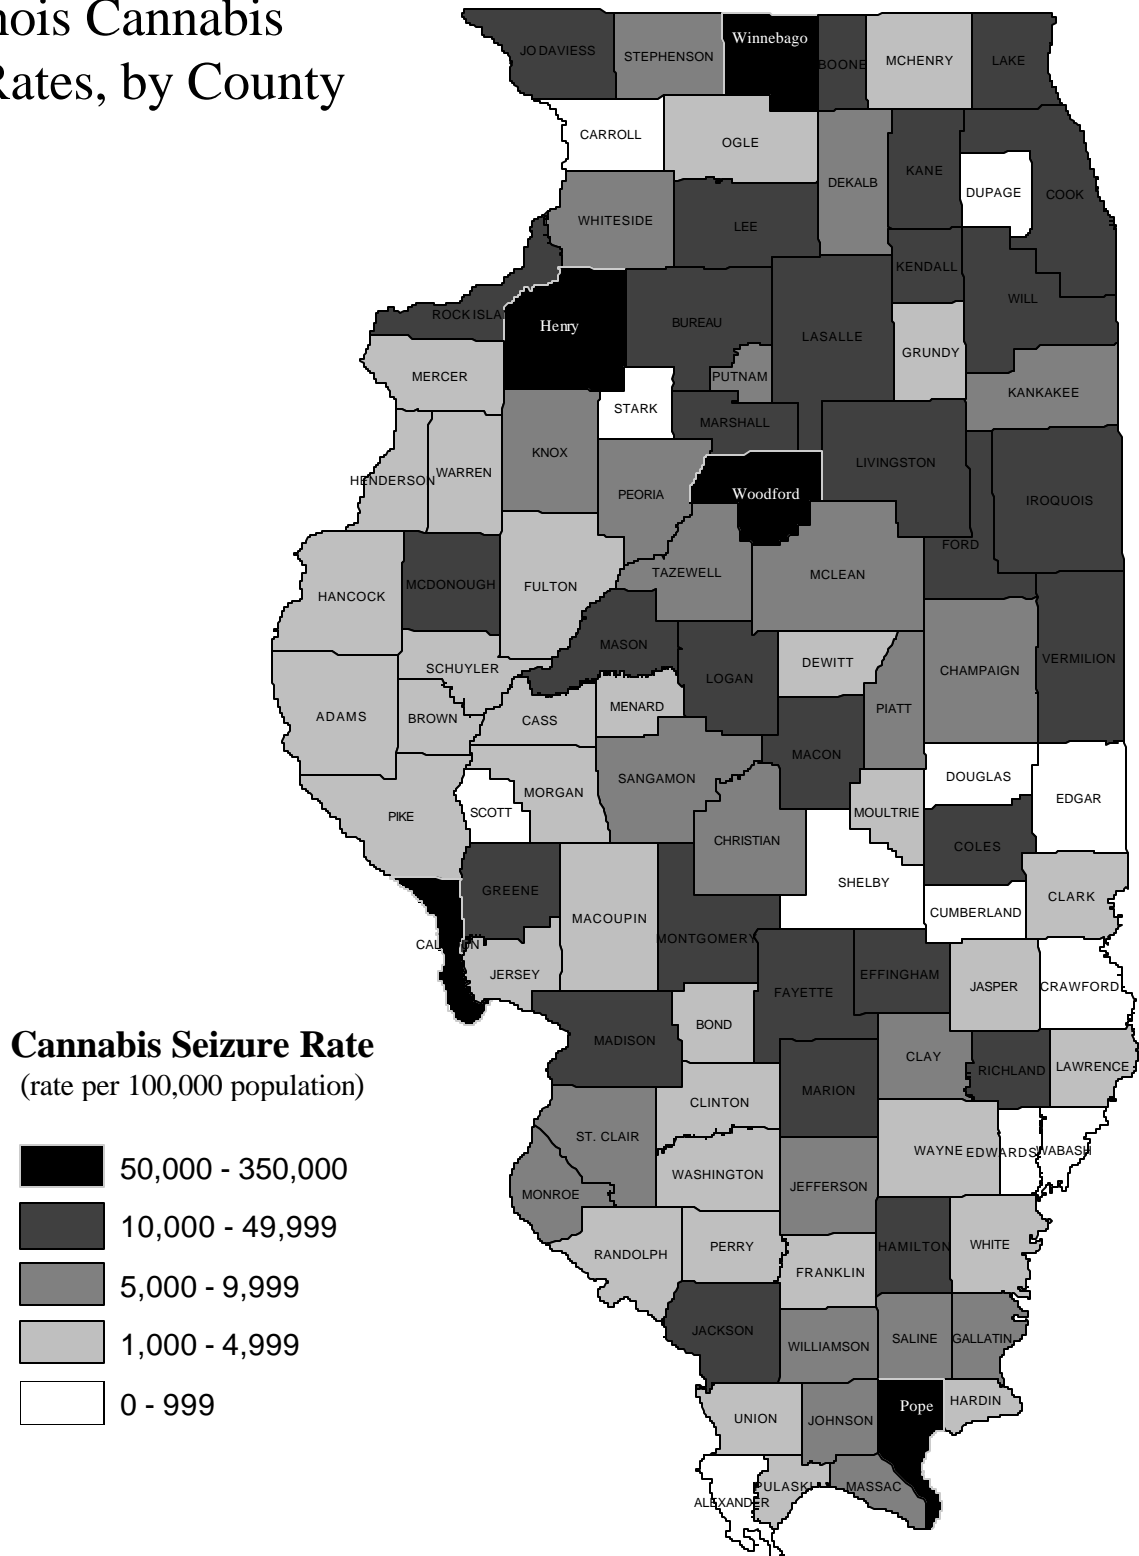 nois Cannabis
Rates, by County
JO DAVIESS
STEPHENSON
Winnebago
BOONE
MCHENRY
LAKE
CARROLL
OGLE
DEKALB
KANE
DUPAGE
COOK
WHITESIDE
LEE
KENDALL
WILL
ROCK ISLAN
Henry
BUREAU
LASALLE
GRUNDY
MERCER
PUTNAM
KANKAKEE
STARK
MARSHALL
HENDERSON
WARREN
KNOX
PEORIA
Woodford
LIVINGSTON
IROQUOIS
FORD
HANCOCK
MCDONOUGH
FULTON
TAZEWELL
MCLEAN
SCHUYLER
MASON
LOGAN
DEWITT
CHAMPAIGN
VERMILION
ADAMS
BROWN
CASS
MENARD
PIATT
MACON
SANGAMON
DOUGLAS
EDGAR
PIKE
SCOTT
MORGAN
CHRISTIAN
MOULTRIE
COLES
GREENE
MACOUPIN
SHELBY
CUMBERLAND
CLARK
CALHOUN
JERSEY
MONTGOMERY
FAYETTE
EFFINGHAM
JASPER
CRAWFORD
MADISON
BOND
CLAY
RICHLAND
LAWRENCE
MARION
CLINTON
ST. CLAIR
WASHINGTON
WAYNE
EDWARDS
WABASH
MONROE
JEFFERSON
RANDOLPH
PERRY
HAMILTON
WHITE
FRANKLIN
JACKSON
WILLIAMSON
SALINE
GALLATIN
UNION
JOHNSON
Pope
HARDIN
ALEXANDER
PULASKI
MASSAC
Cannabis Seizure Rate
(rate per 100,000 population)
50,000 - 350,000
10,000 - 49,999
5,000 - 9,999
1,000 - 4,999
0 - 999